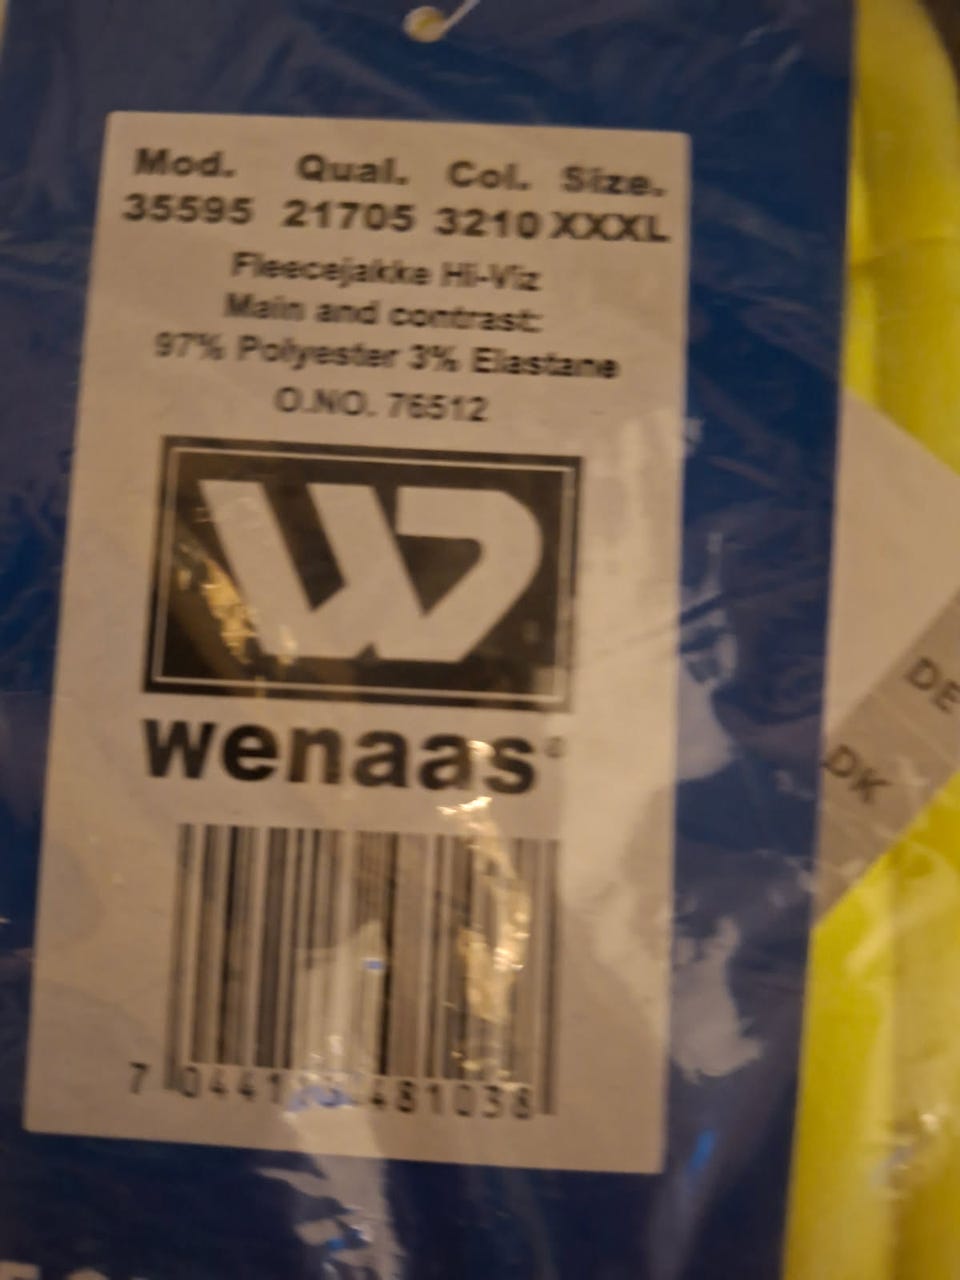 Mod. Qual. Col. Size.
35595 21705 3210 XXXL
Fleecejakke Hi-Viz
Main and contrast:
97% Polyester 3% Elastane
O.NO. 76512
wenaas
DE
DK